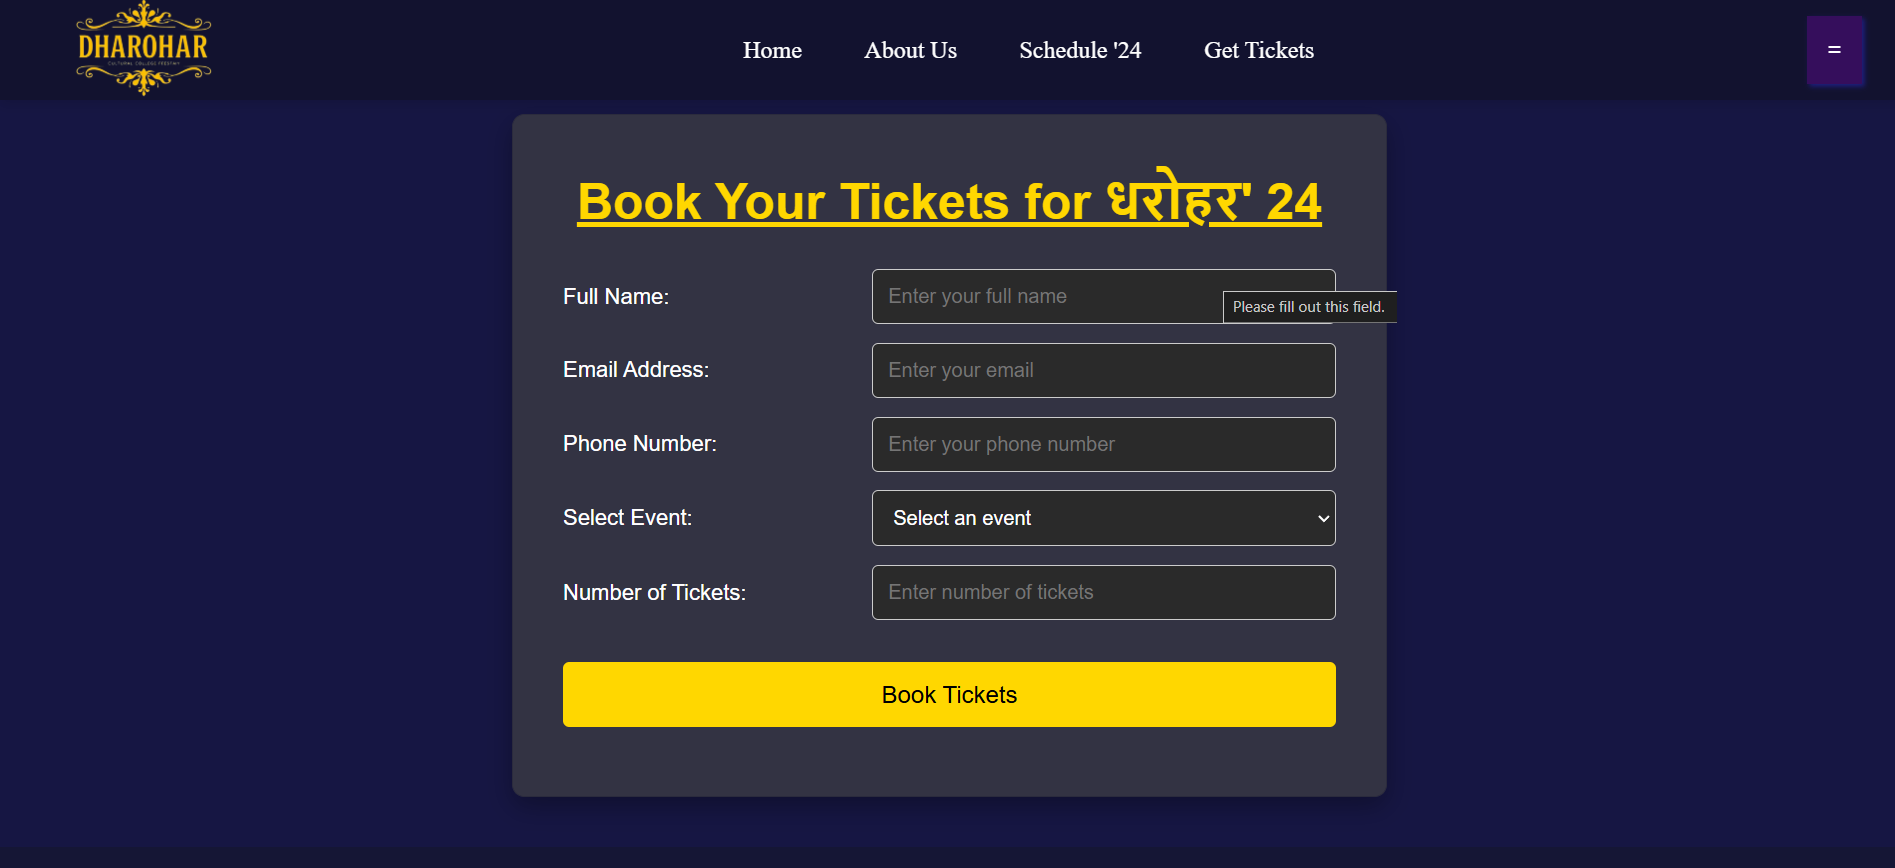 DHAROHAR
CULTURAL COLLEGE FEST
Home
About Us
Schedule '24
Get Tickets
=
Book Your Tickets for धरोहर' 24
Full Name:
Enter your full name
Please fill out this field.
Email Address:
Enter your email
Phone Number:
Enter your phone number
Select Event:
Select an event
Number of Tickets:
Enter number of tickets
Book Tickets